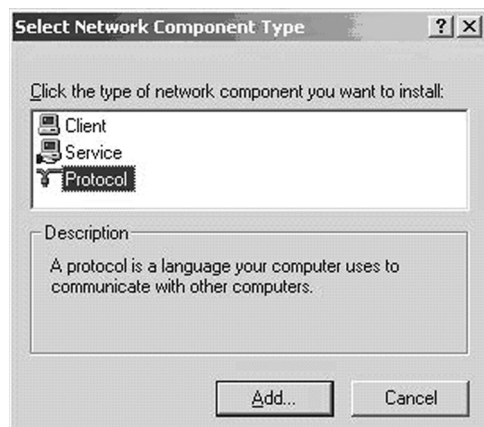 Select Network Component Type
Click the type of network component you want to install:
Client
Service
Protocol
Description
A protocol is a language your computer uses to
communicate with other computers.
Add...
Cancel